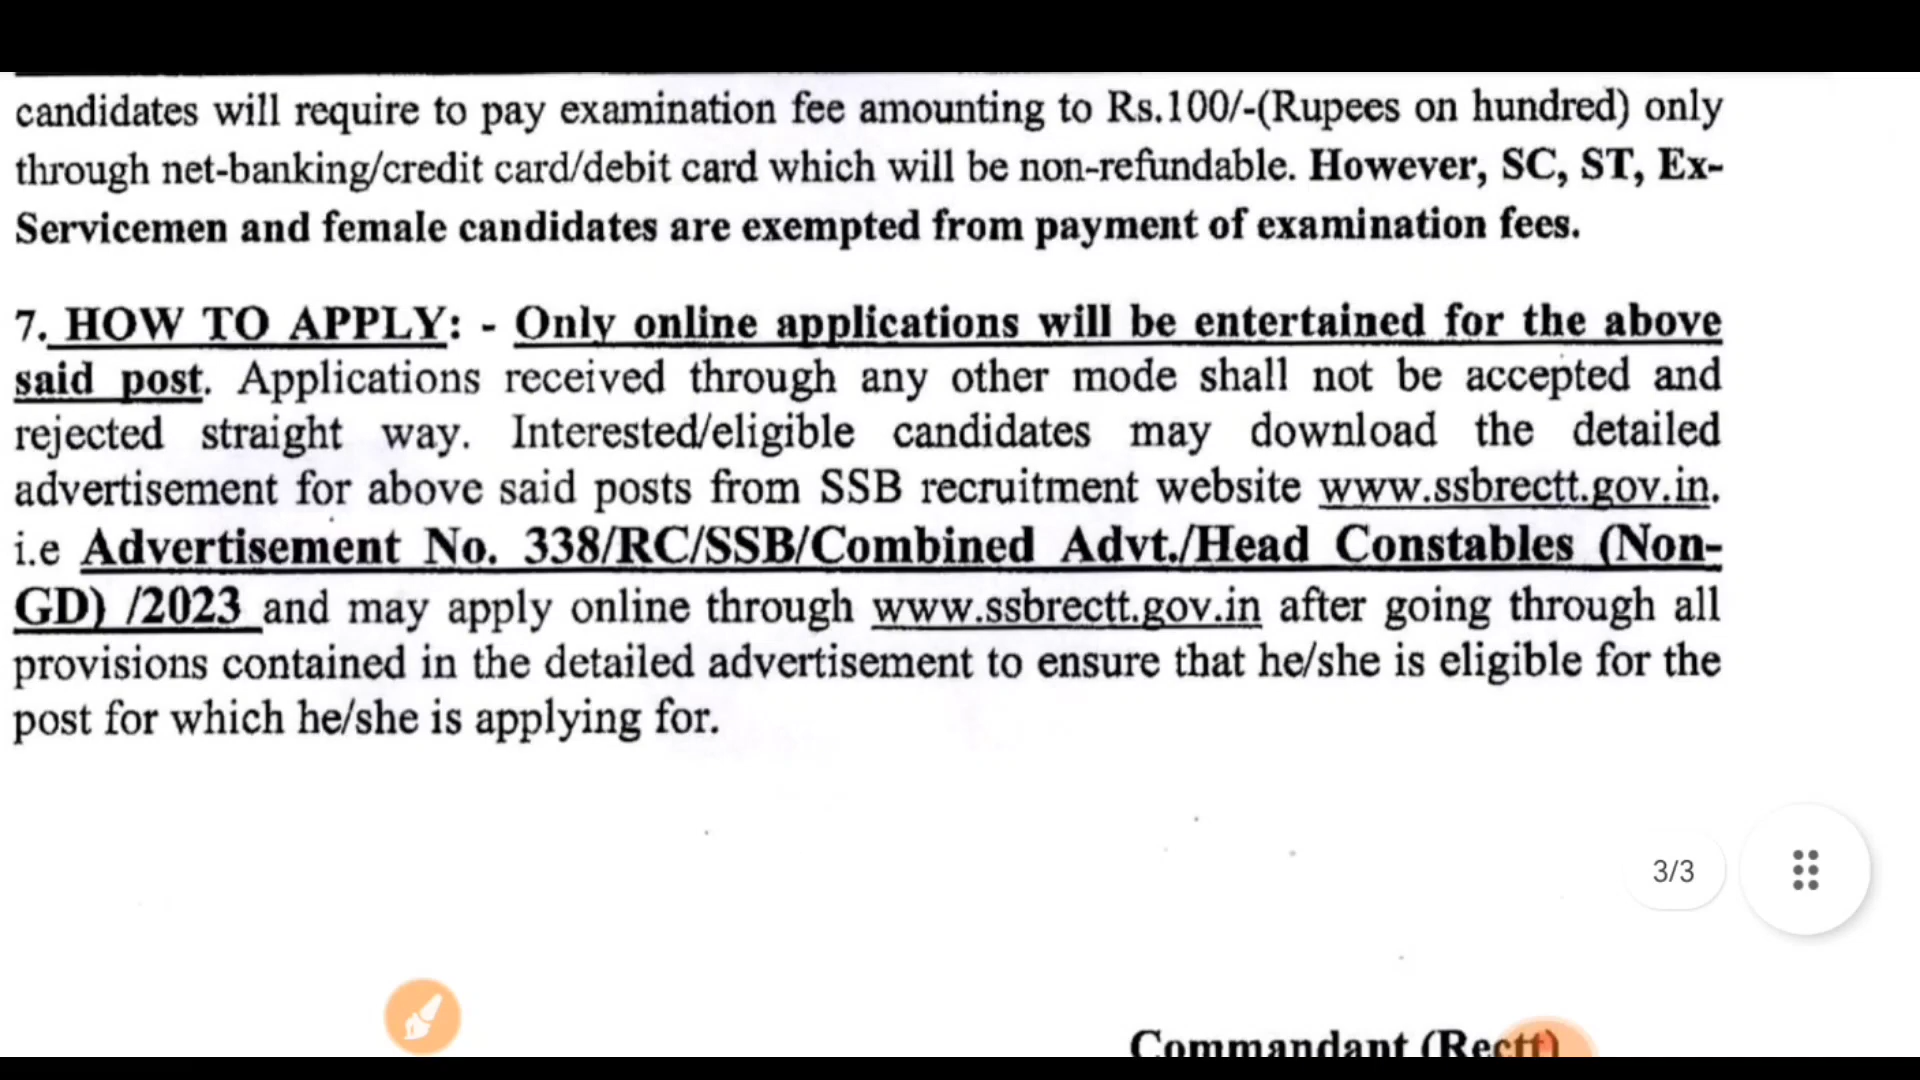 candidates will require to pay examination fee amounting to Rs.100/-(Rupees on hundred) only
through net-banking/credit card/debit card which will be non-refundable. However, SC, ST, Ex-
Servicemen and female candidates are exempted from payment of examination fees.
7. HOW TO APPLY: - Only online applications will be entertained for the above
said post. Applications received through any other mode shall not be accepted and
rejected straight way. Interested/eligible candidates may download the detailed
advertisement for above said posts from SSB recruitment website www.ssbrectt.gov.in.
i.e Advertisement No. 338/RC/SSB/Combined Advt./Head Constables (Non-
GD) /2023 and may apply online through www.ssbrectt.gov.in after going through all
provisions contained in the detailed advertisement to ensure that he/she is eligible for the
post for which he/she is applying for.
3/3
Commandant (Rectt)